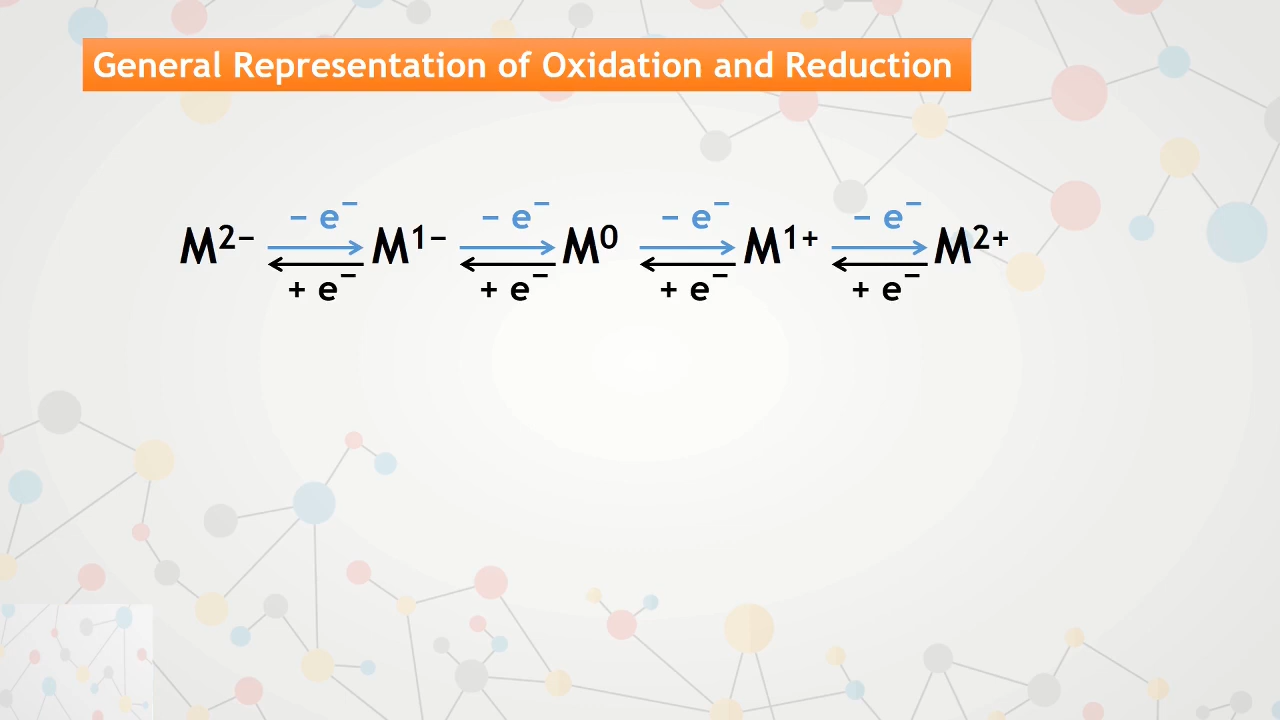 General Representation of Oxidation and Reduction
− e⁻ − e⁻ − e⁻ − e⁻
M²⁻ M¹⁻ M⁰ M¹⁺ M²⁺
+ e⁻ + e⁻ + e⁻ + e⁻